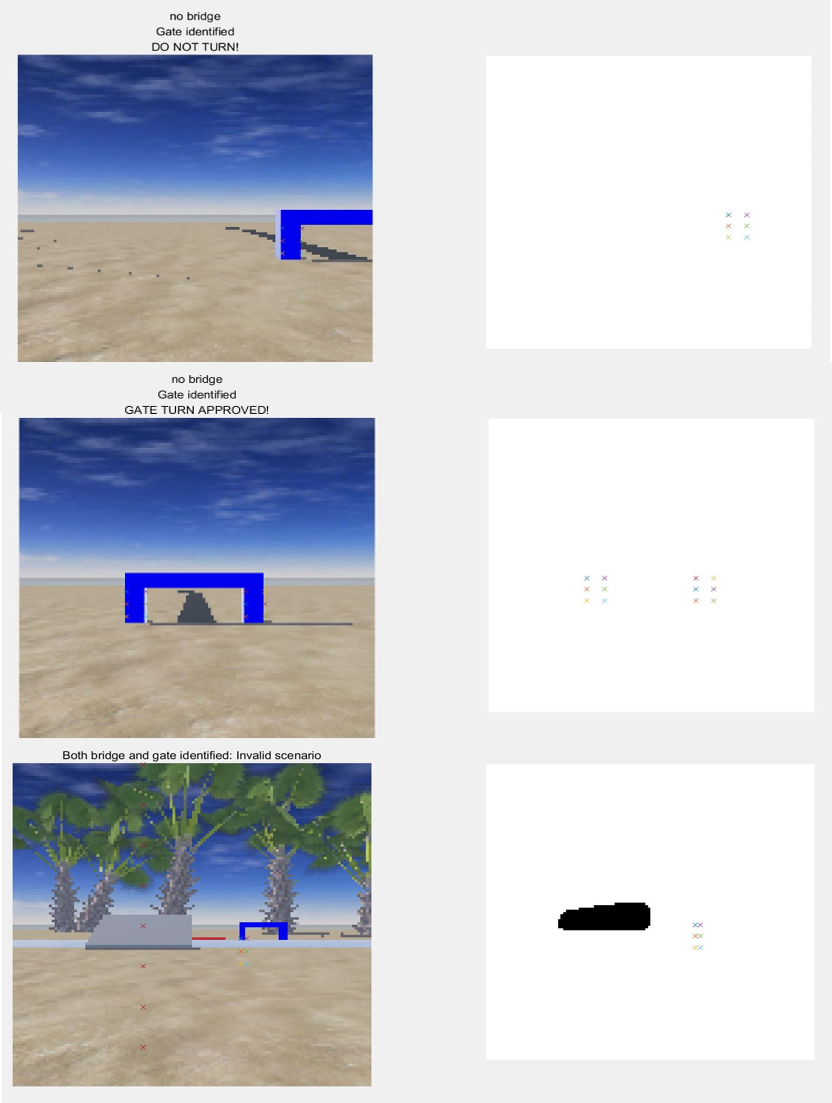 no bridge
Gate identified
DO NOT TURN!
no bridge
Gate identified
GATE TURN APPROVED!
Both bridge and gate identified: Invalid scenario